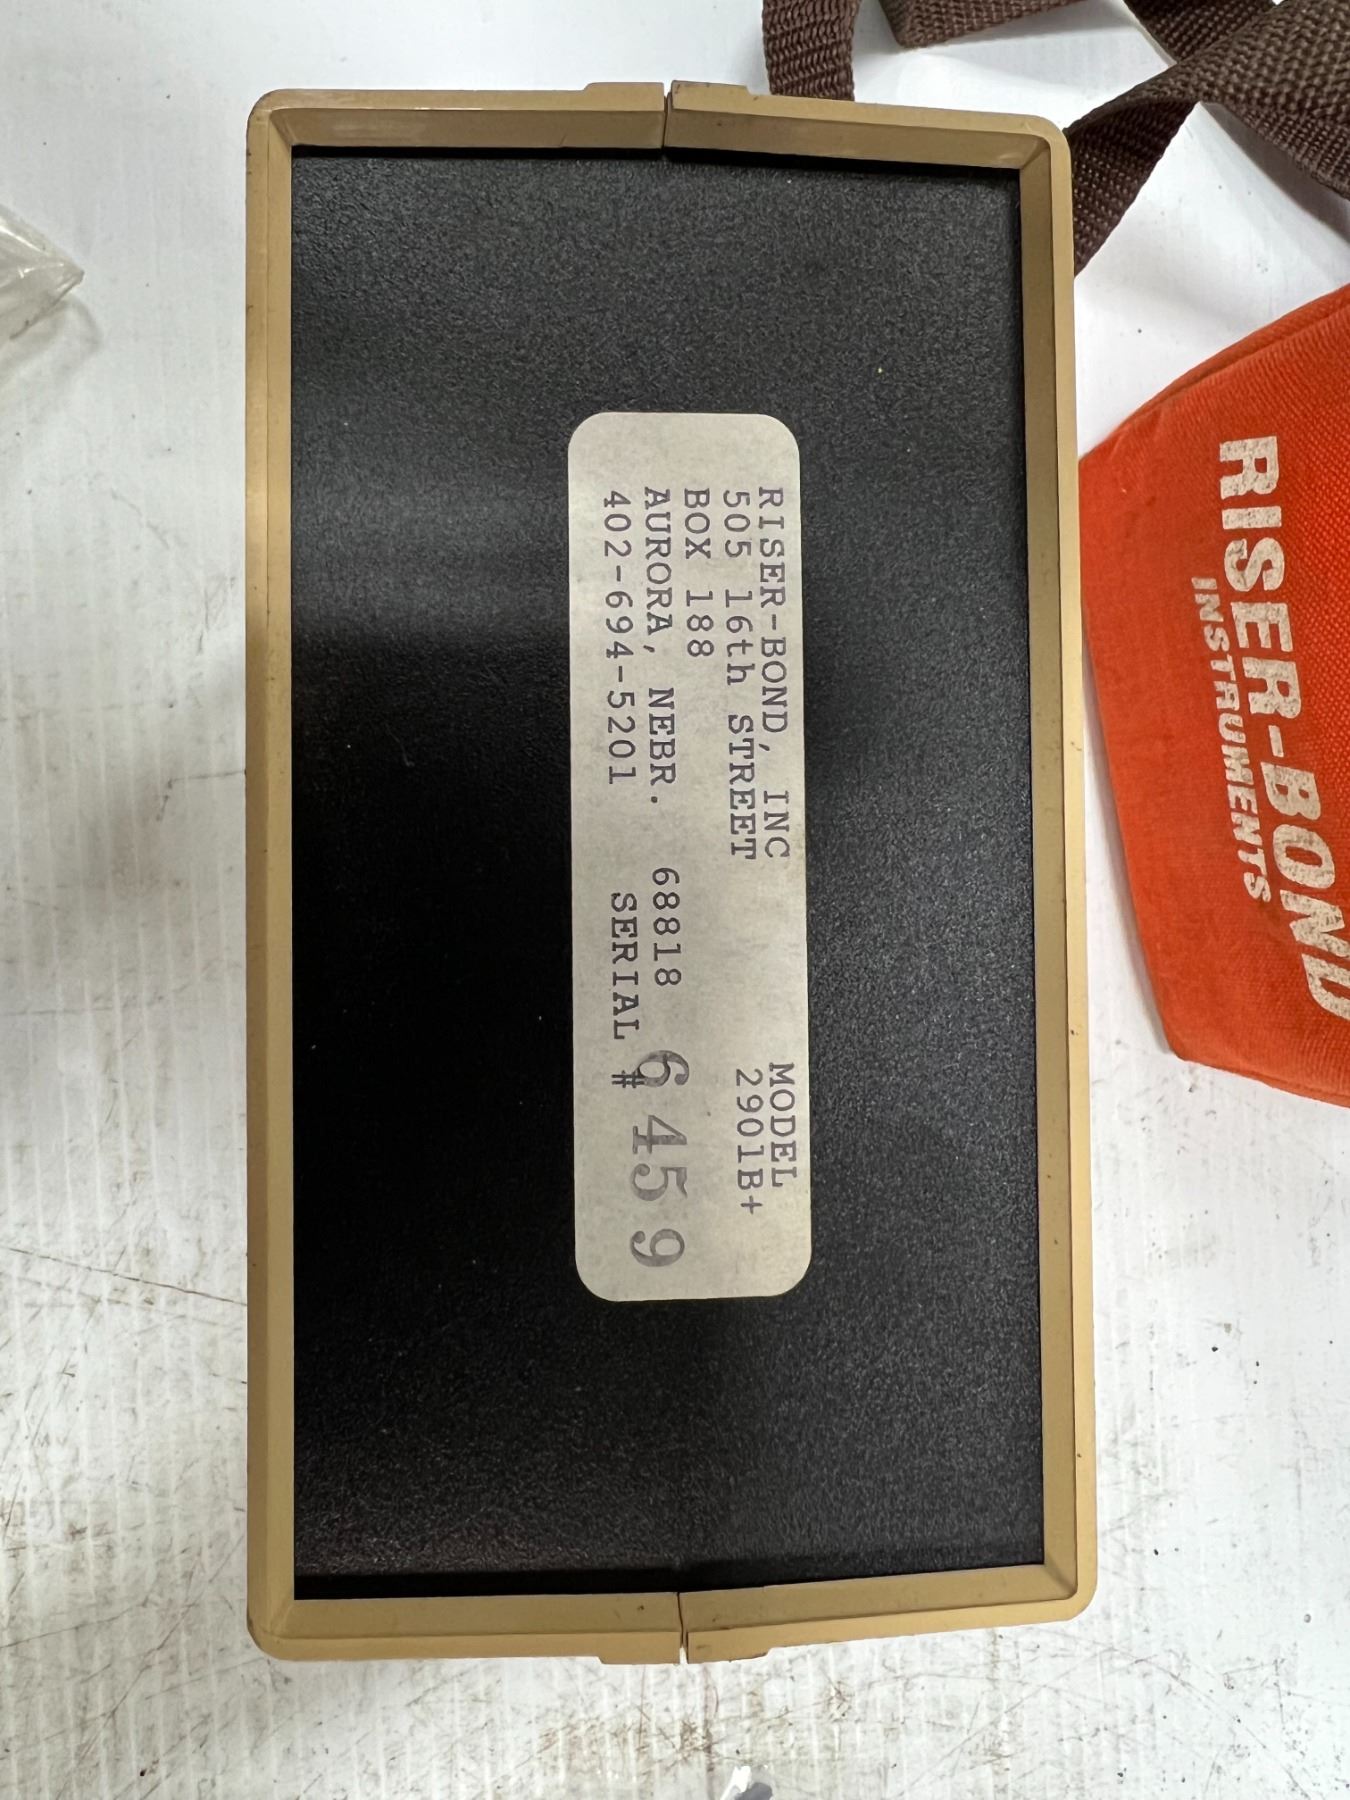 RISER-BOND, INC MODEL
505 16th STREET 2901B+
BOX 188
AURORA, NEBR. 68818
402-694-5201 SERIAL # 6459
RISER-BOND
INSTRUMENTS